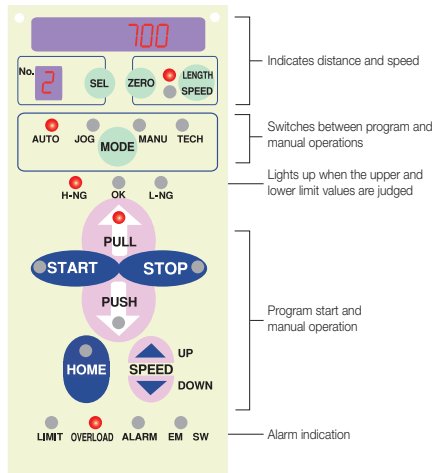 700
No.
2
SEL
ZERO
LENGTH
SPEED
Indicates distance and speed
AUTO
JOG
MANU
TECH
MODE
Switches between program and
manual operations
H-NG
OK
L-NG
Lights up when the upper and
lower limit values are judged
PULL
START
STOP
PUSH
Program start and
manual operation
HOME
SPEED
UP
DOWN
LIMIT
OVERLOAD
ALARM
EM SW
Alarm indication